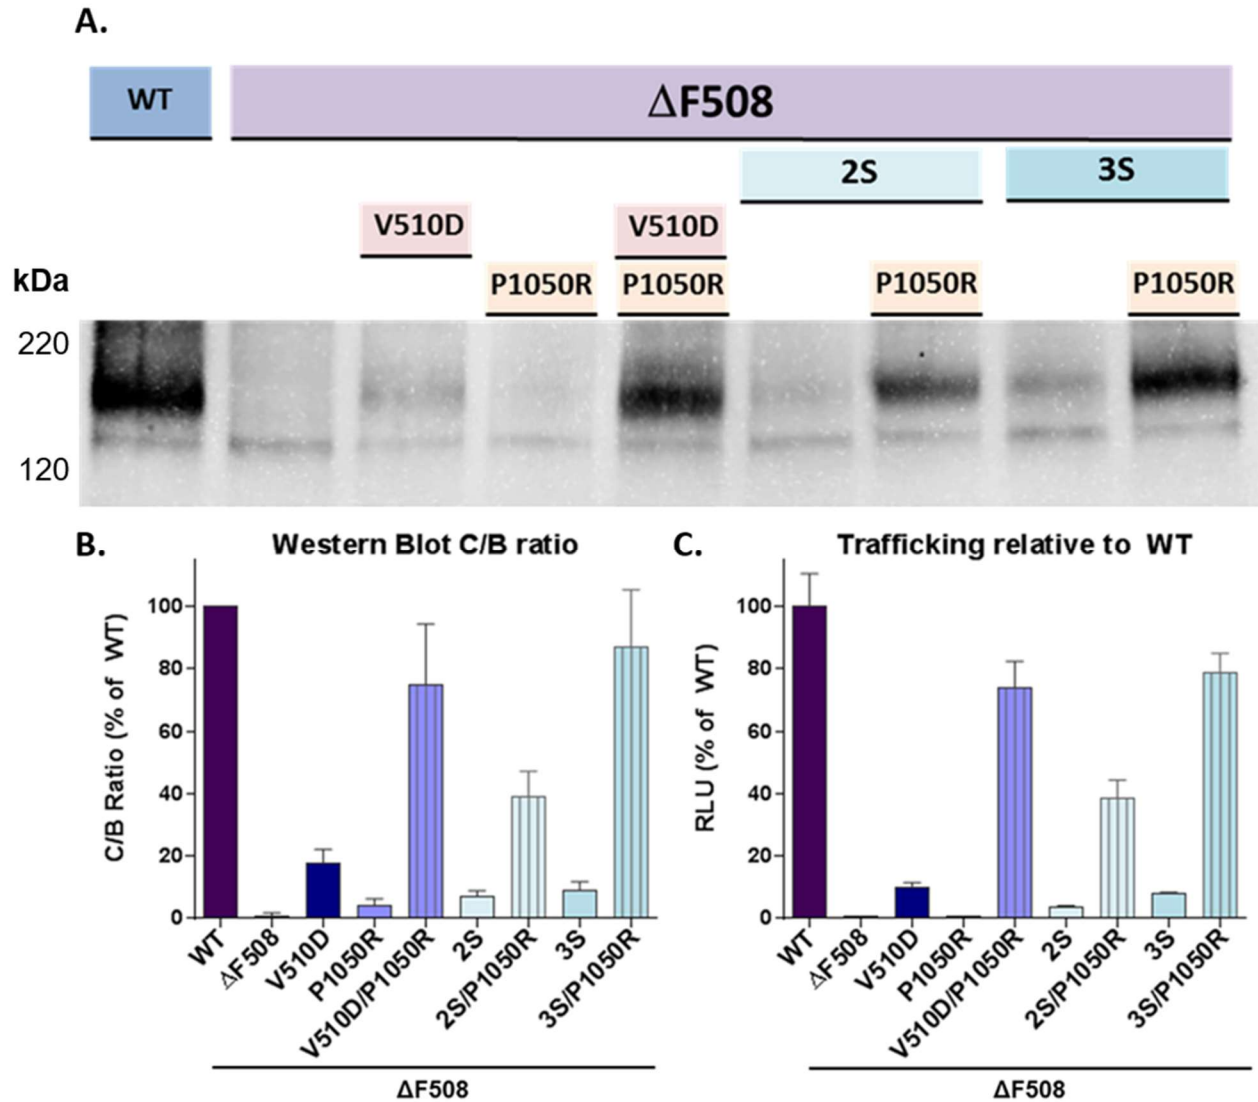 A.
WT
ΔF508
2S
3S
V510D
V510D
kDa
P1050R
P1050R
P1050R
P1050R
220
120
B.
Western Blot C/B ratio
C/B Ratio (% of WT)
100
80
60
40
20
0
WT
ΔF508
V510D
P1050R
V510D/P1050R
2S
2S/P1050R
3S
3S/P1050R
ΔF508
C.
Trafficking relative to WT
RLU (% of WT)
100
80
60
40
20
0
WT
ΔF508
V510D
P1050R
V510D/P1050R
2S
2S/P1050R
3S
3S/P1050R
ΔF508